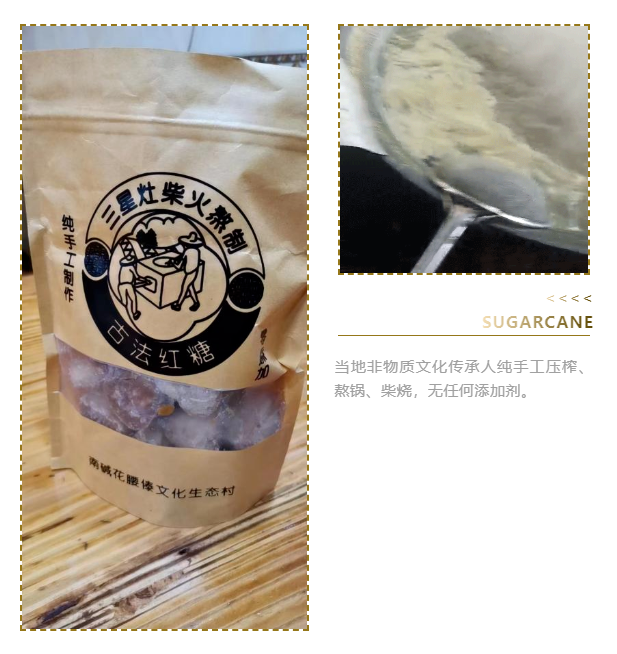 三星灶柴火熬制
纯手工制作
古法红糖
南碱花腰傣文化生态村
<<<<
SUGARCANE
当地非物质文化传承人纯手工压榨、
熬锅、柴烧，无任何添加剂。